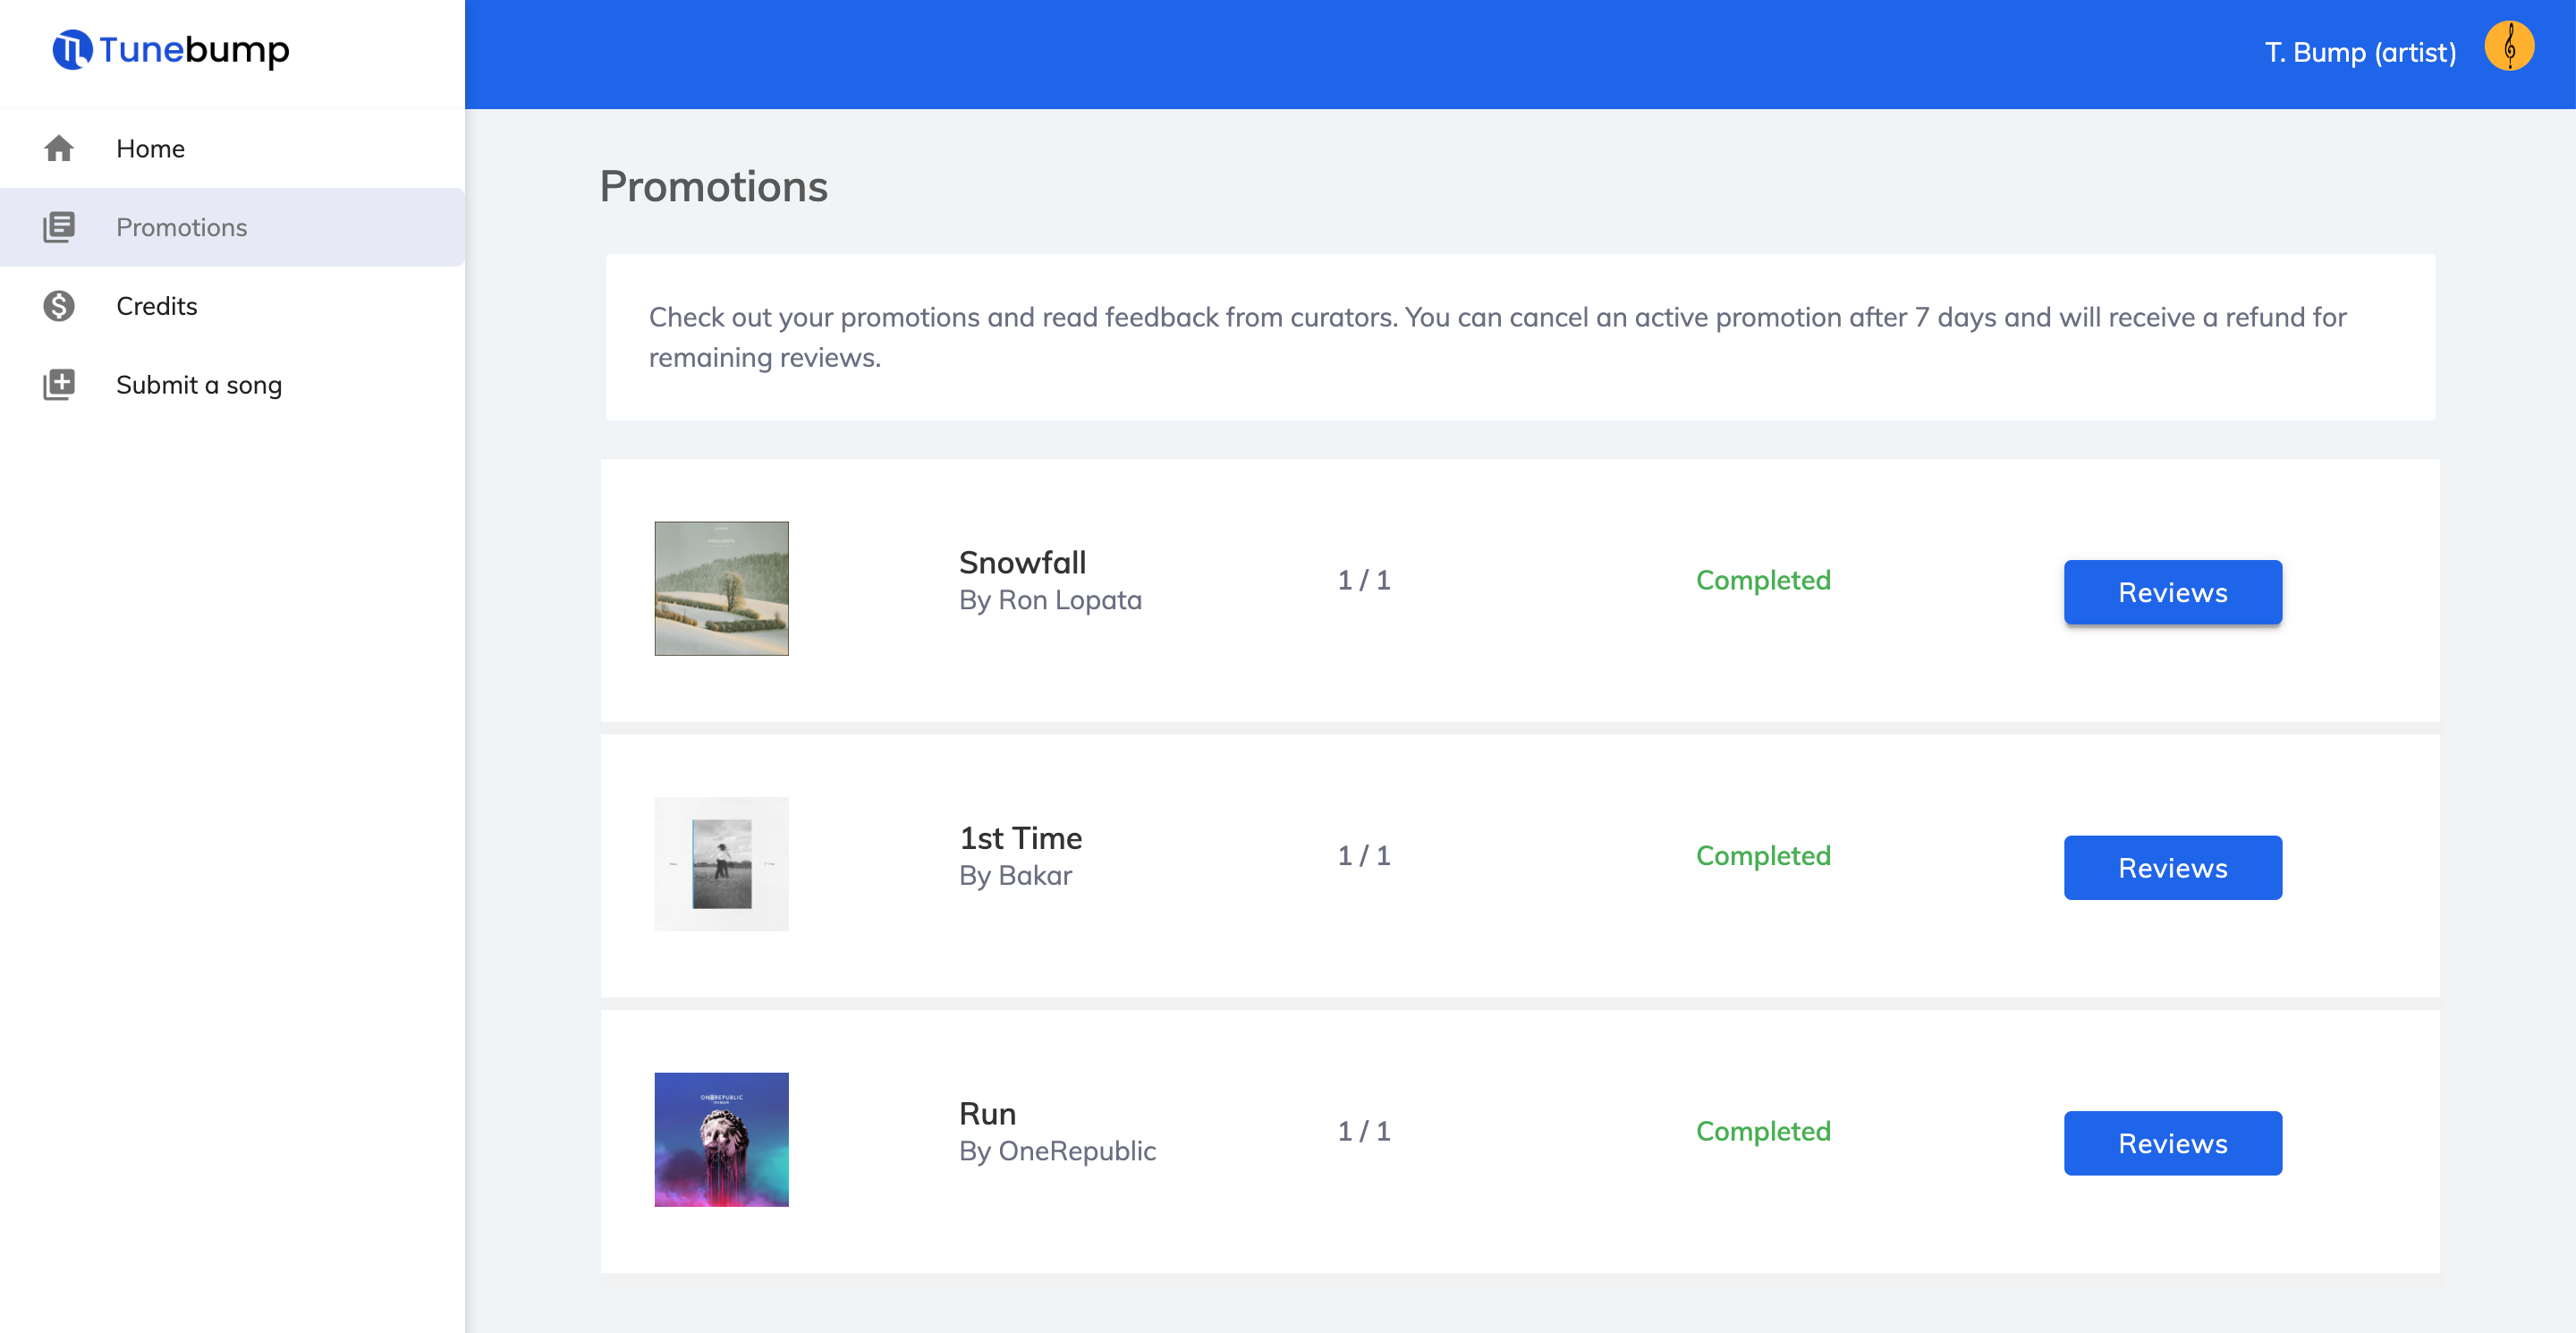 Tunebump
T. Bump (artist)
Home
Promotions
Credits
Submit a song
Promotions
Check out your promotions and read feedback from curators. You can cancel an active promotion after 7 days and will receive a refund for
remaining reviews.
Snowfall
By Ron Lopata
1 / 1
Completed
Reviews
1st Time
By Bakar
1 / 1
Completed
Reviews
ONEREPUBLIC
HUMAN
Run
By OneRepublic
1 / 1
Completed
Reviews